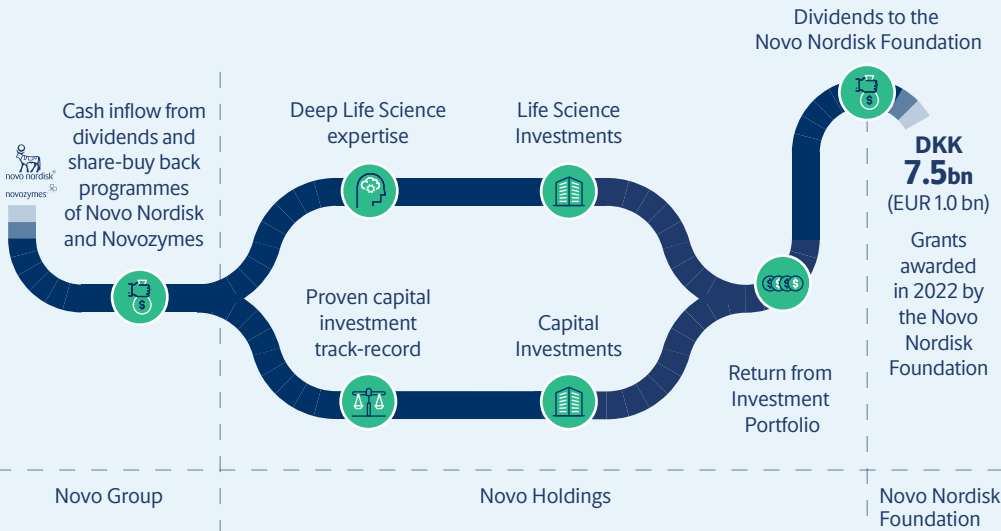 Dividends to the
Novo Nordisk Foundation
Cash inflow from
dividends and
share-buy back
programmes
of Novo Nordisk
and Novozymes
novo nordisk®
novozymes
Deep Life Science
expertise
Life Science
Investments
DKK
7.5bn
(EUR 1.0 bn)
Grants
awarded
in 2022 by
the Novo
Nordisk
Foundation
Proven capital
investment
track-record
Capital
Investments
Return from
Investment
Portfolio
$
$
$
Novo Group
Novo Holdings
Novo Nordisk
Foundation